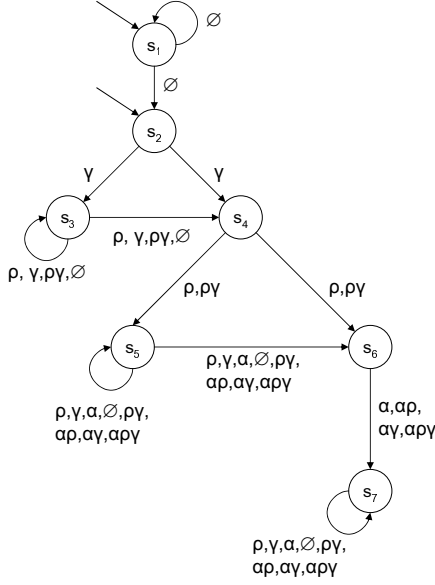 s1
∅
∅
s2
γ
γ
s3
s4
ρ, γ,ργ,∅
ρ, γ,ργ,∅
ρ,ργ
ρ,ργ
s5
s6
ρ,γ,α,∅,ργ,
αρ,αγ,αργ
ρ,γ,α,∅,ργ,
αρ,αγ,αργ
α,αρ,
αγ,αργ
s7
ρ,γ,α,∅,ργ,
αρ,αγ,αργ